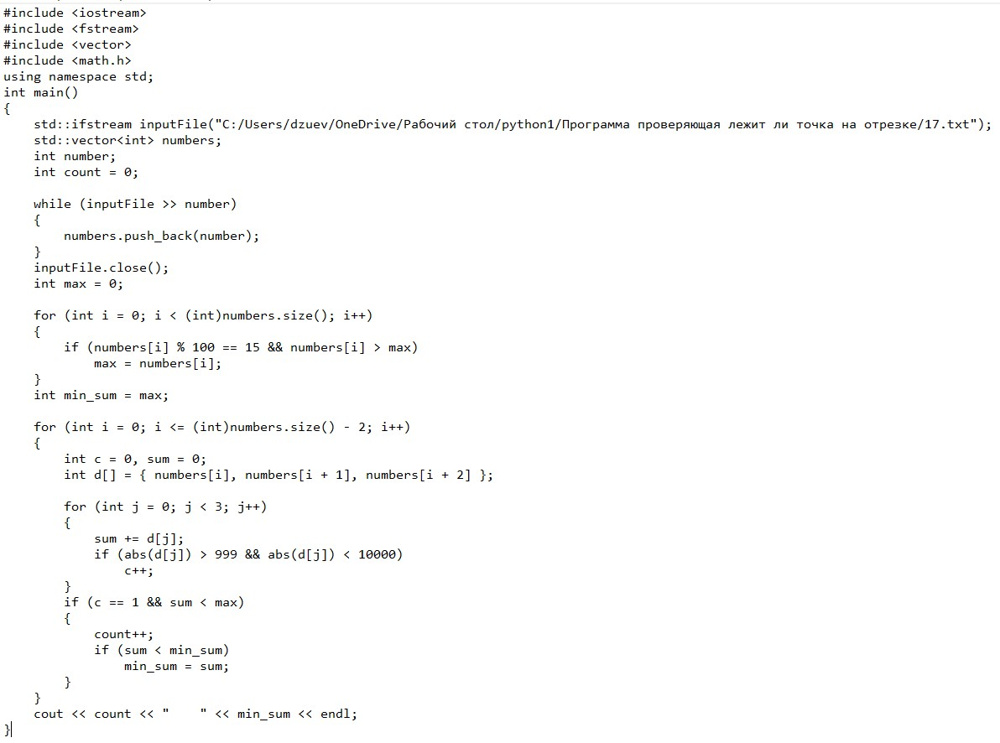 #include <iostream>
#include <fstream>
#include <vector>
#include <math.h>
using namespace std;
int main()
{
    std::ifstream inputFile("C:/Users/dzuev/OneDrive/Рабочий стол/python1/Программа проверяющая лежит ли точка на отрезке/17.txt");
    std::vector<int> numbers;
    int number;
    int count = 0;

    while (inputFile >> number)
    {
        numbers.push_back(number);
    }
    inputFile.close();
    int max = 0;

    for (int i = 0; i < (int)numbers.size(); i++)
    {
        if (numbers[i] % 100 == 15 && numbers[i] > max)
            max = numbers[i];
    }
    int min_sum = max;

    for (int i = 0; i <= (int)numbers.size() - 2; i++)
    {
        int c = 0, sum = 0;
        int d[] = { numbers[i], numbers[i + 1], numbers[i + 2] };

        for (int j = 0; j < 3; j++)
        {
            sum += d[j];
            if (abs(d[j]) > 999 && abs(d[j]) < 10000)
                c++;
        }
        if (c == 1 && sum < max)
        {
            count++;
            if (sum < min_sum)
                min_sum = sum;
        }
    }
    cout << count << "    " << min_sum << endl;
}